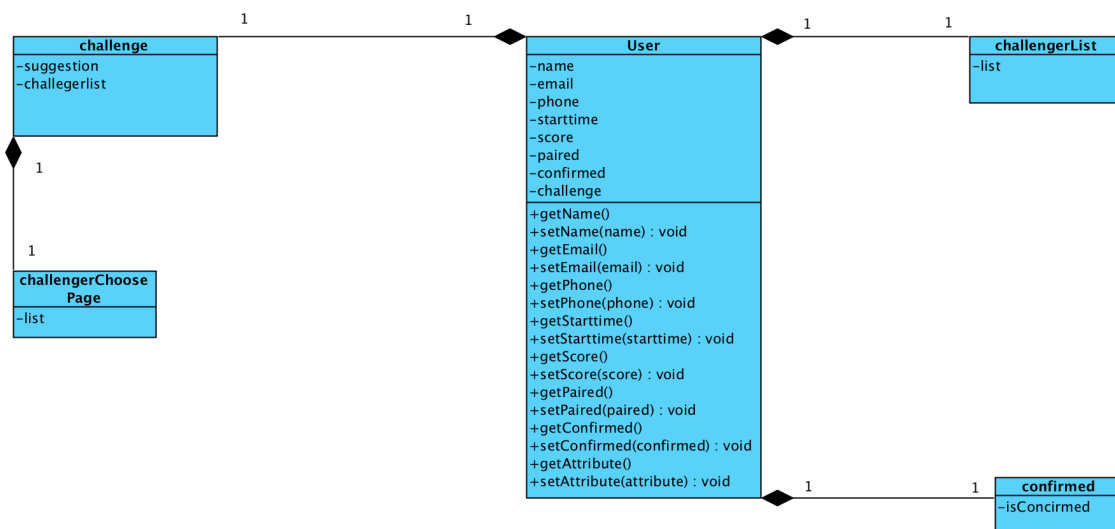 1
1
challenge
-suggestion
-challegerlist
1
1
challengerChoose
Page
-list
User
-name
-email
-phone
-starttime
-score
-paired
-confirmed
-challenge
+getName()
+setName(name) : void
+getEmail()
+setEmail(email) : void
+getPhone()
+setPhone(phone) : void
+getStarttime()
+setStarttime(starttime) : void
+getScore()
+setScore(score) : void
+getPaired()
+setPaired(paired) : void
+getConfirmed()
+setConfirmed(confirmed) : void
+getAttribute()
+setAttribute(attribute) : void
1
1
challengerList
-list
1
1
confirmed
-isConcirmed